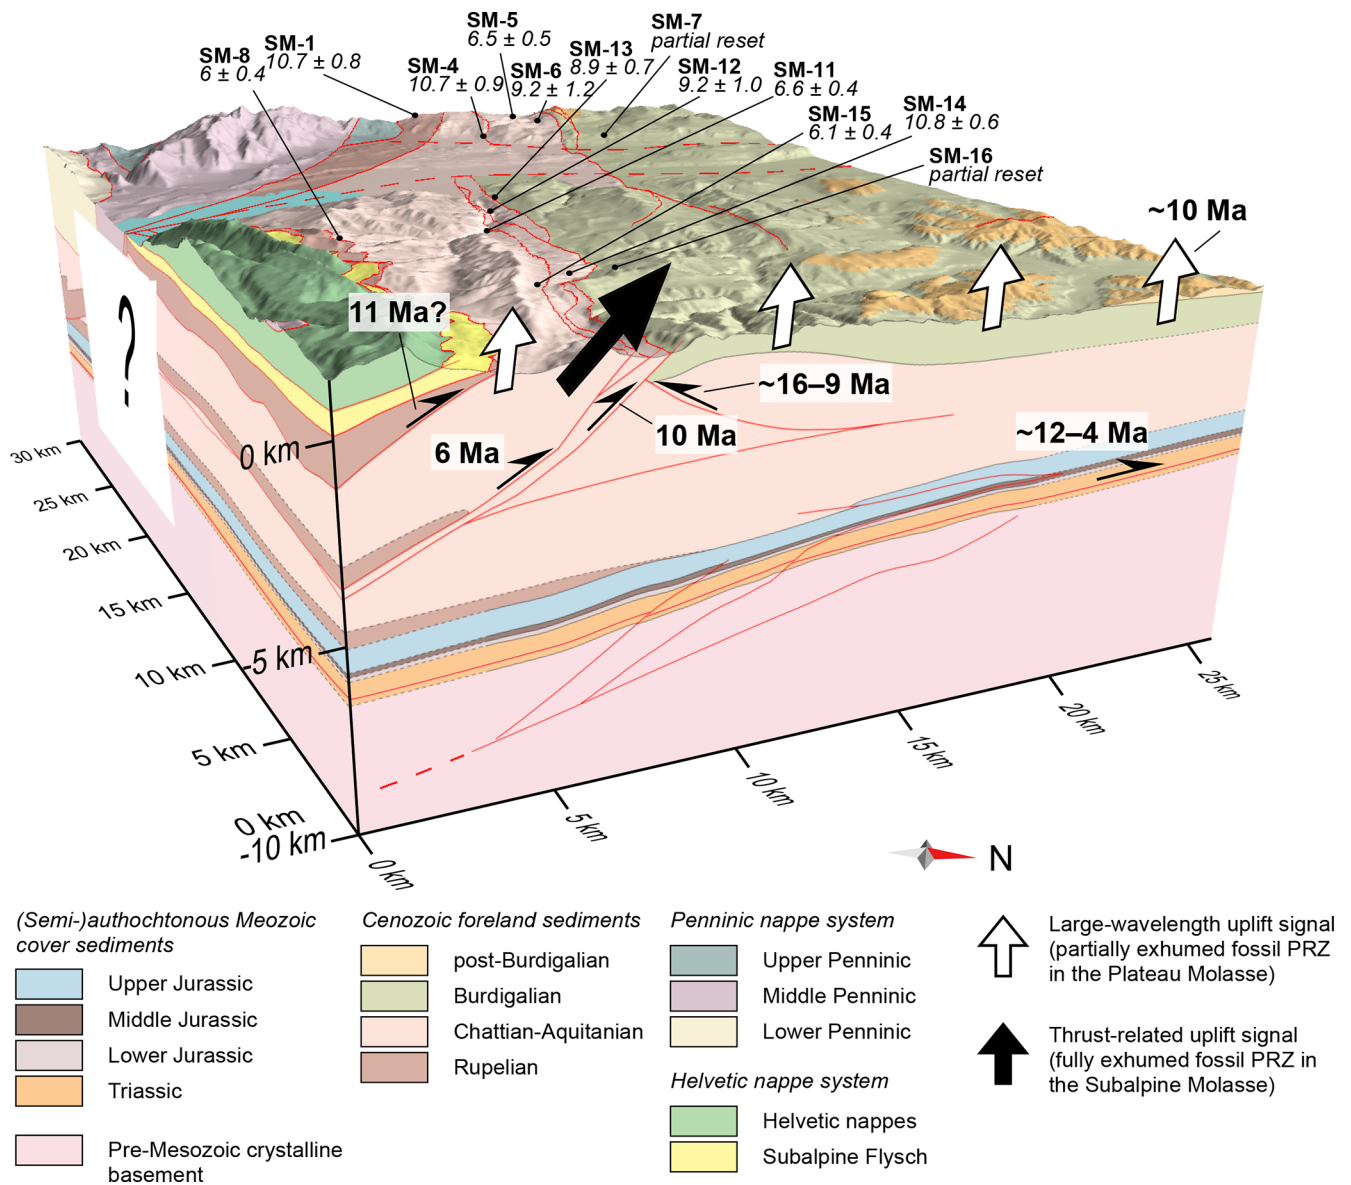 SM-5
6.5 ± 0.5
SM-7
partial reset
SM-1
10.7 ± 0.8
SM-8
6 ± 0.4
SM-13
8.9 ± 0.7
SM-4
10.7 ± 0.9
SM-6
9.2 ± 1.2
SM-12
9.2 ± 1.0
SM-11
6.6 ± 0.4
SM-15
6.1 ± 0.4
SM-14
10.8 ± 0.6
SM-16
partial reset
~10 Ma
?
11 Ma?
~16–9 Ma
10 Ma
6 Ma
~12–4 Ma
0 km
-5 km
-10 km
30 km
25 km
20 km
15 km
10 km
5 km
0 km
0 km
5 km
10 km
15 km
20 km
25 km
N
(Semi-)authochtonous Meozoic
cover sediments
Upper Jurassic
Middle Jurassic
Lower Jurassic
Triassic
Pre-Mesozoic crystalline
basement
Cenozoic foreland sediments
post-Burdigalian
Burdigalian
Chattian-Aquitanian
Rupelian
Penninic nappe system
Upper Penninic
Middle Penninic
Lower Penninic
Helvetic nappe system
Helvetic nappes
Subalpine Flysch
Large-wavelength uplift signal
(partially exhumed fossil PRZ
in the Plateau Molasse)
Thrust-related uplift signal
(fully exhumed fossil PRZ in
the Subalpine Molasse)